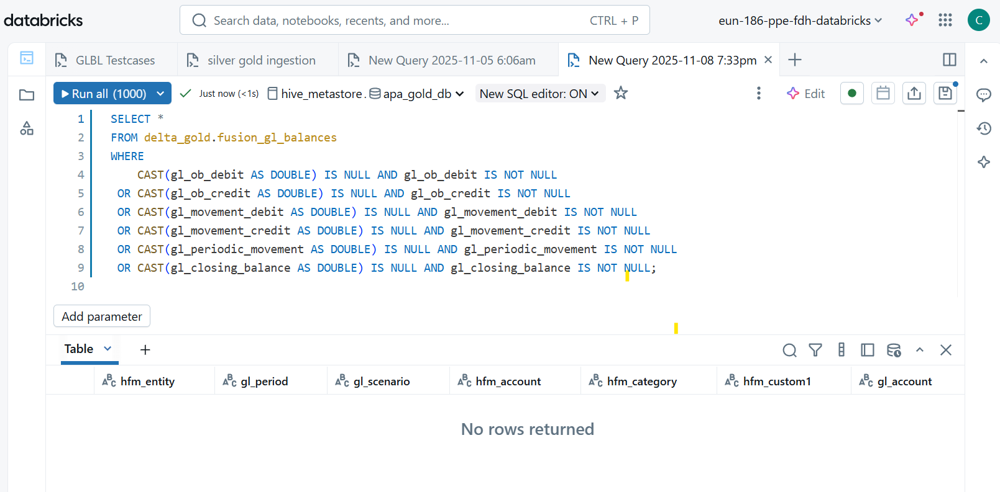 databricks
Search data, notebooks, recents, and more...
CTRL + P
eun-186-ppe-fdh-databricks
C
GLBL Testcases
silver gold ingestion
New Query 2025-11-05 6:06am
New Query 2025-11-08 7:33pm
Run all (1000)
Just now (<1s)
hive_metastore . apa_gold_db
New SQL editor: ON
Edit
1 SELECT *
2 FROM delta_gold.fusion_gl_balances
3 WHERE
4 CAST(gl_ob_debit AS DOUBLE) IS NULL AND gl_ob_debit IS NOT NULL
5 OR CAST(gl_ob_credit AS DOUBLE) IS NULL AND gl_ob_credit IS NOT NULL
6 OR CAST(gl_movement_debit AS DOUBLE) IS NULL AND gl_movement_debit IS NOT NULL
7 OR CAST(gl_movement_credit AS DOUBLE) IS NULL AND gl_movement_credit IS NOT NULL
8 OR CAST(gl_periodic_movement AS DOUBLE) IS NULL AND gl_periodic_movement IS NOT NULL
9 OR CAST(gl_closing_balance AS DOUBLE) IS NULL AND gl_closing_balance IS NOT NULL;
10
Add parameter
Table
ABC hfm_entity
ABC gl_period
ABC gl_scenario
ABC hfm_account
ABC hfm_category
ABC hfm_custom1
ABC gl_account
No rows returned